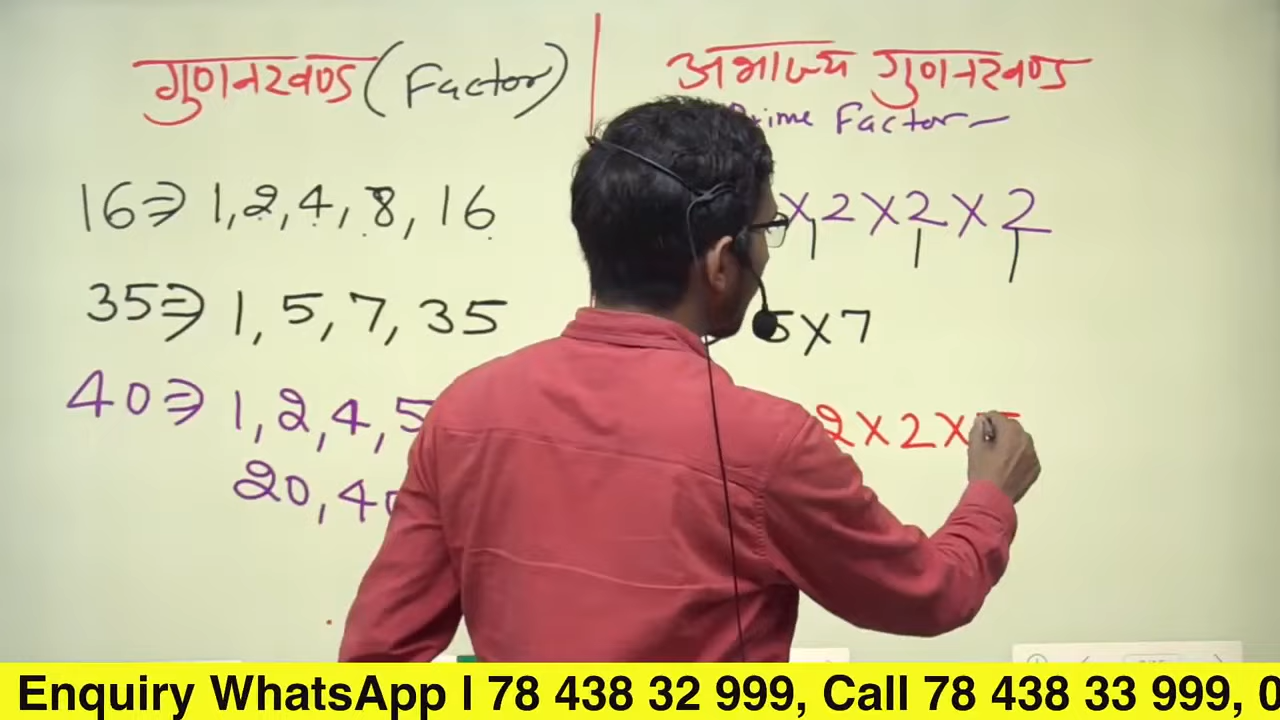 गुणनखण्ड (Factor)
अभाज्य गुणनखण्ड
Prime Factor-
16⇒ 1, 2, 4, 8, 16
×2×2×2
35⇒ 1, 5, 7, 35
5×7
40⇒ 1, 2, 4, 5
2×2×5
20, 40
Enquiry WhatsApp I 78 438 32 999, Call 78 438 33 999, 0